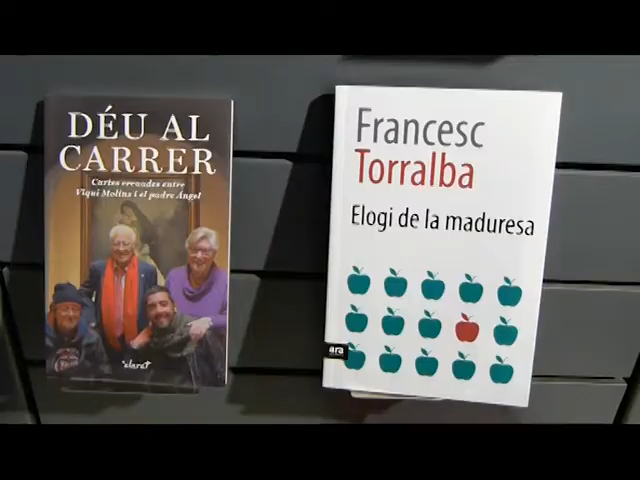 DÉU AL
CARRER
Cartes creuades entre
Viqui Molins i el padre Ángel
claret
Francesc
Torralba
Elogi de la maduresa
ara